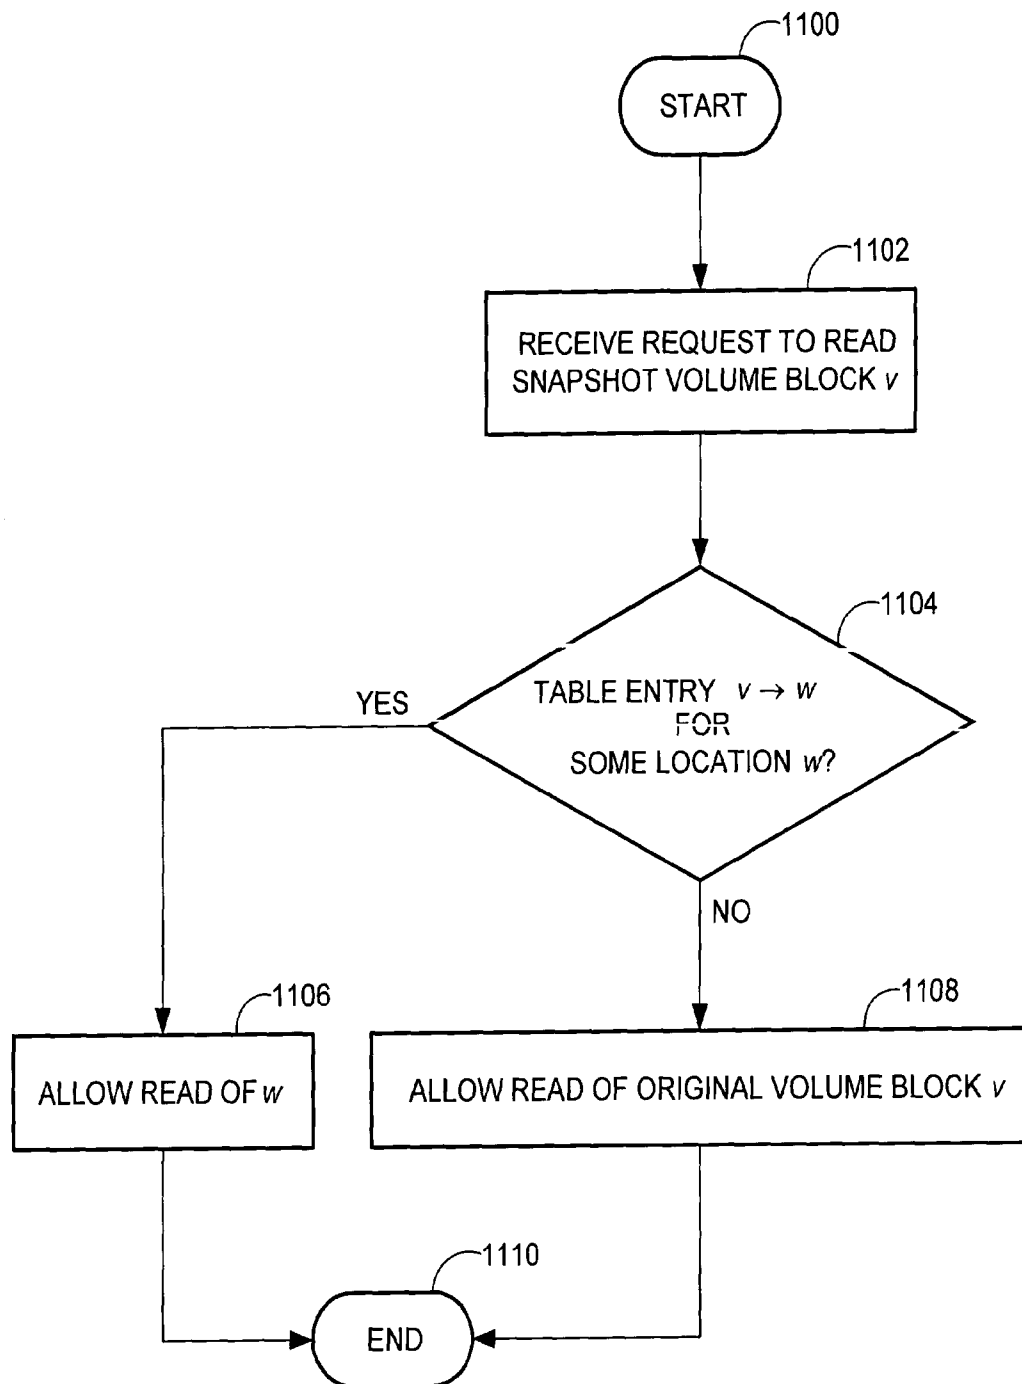 1100
START
1102
RECEIVE REQUEST TO READ
SNAPSHOT VOLUME BLOCK v
1104
TABLE ENTRY v → w
FOR
SOME LOCATION w?
YES
NO
1106
ALLOW READ OF w
1108
ALLOW READ OF ORIGINAL VOLUME BLOCK v
1110
END